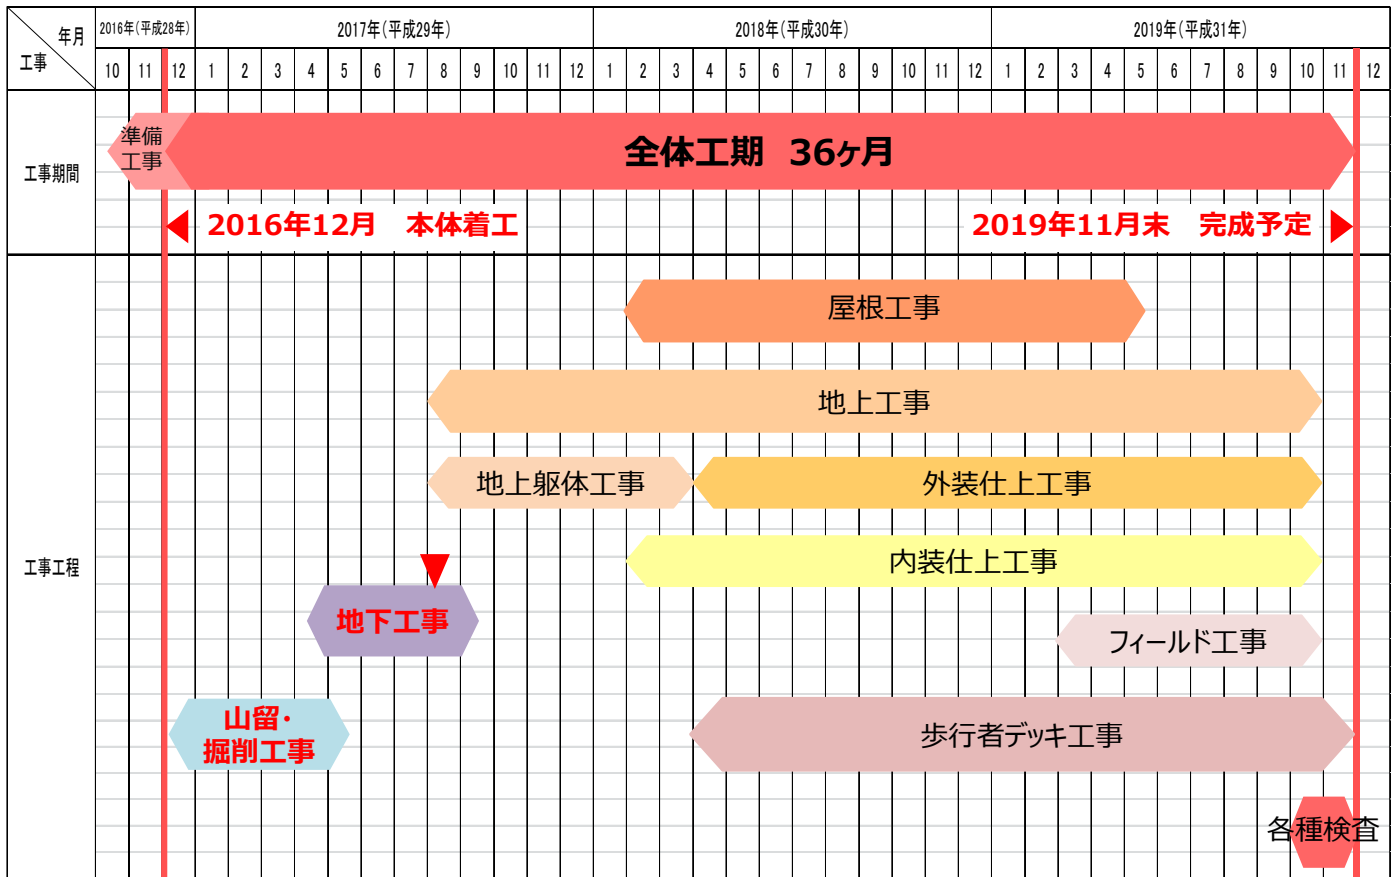 年月
工事
2016年(平成28年)
2017年(平成29年)
2018年(平成30年)
2019年(平成31年)
10 11 12 1 2 3 4 5 6 7 8 9 10 11 12 1 2 3 4 5 6 7 8 9 10 11 12 1 2 3 4 5 6 7 8 9 10 11 12
工事期間
準備
工事
全体工期 36ヶ月
2016年12月 本体着工
2019年11月末 完成予定
工事工程
屋根工事
地上工事
地上躯体工事
外装仕上工事
内装仕上工事
地下工事
フィールド工事
山留・
掘削工事
歩行者デッキ工事
各種検査